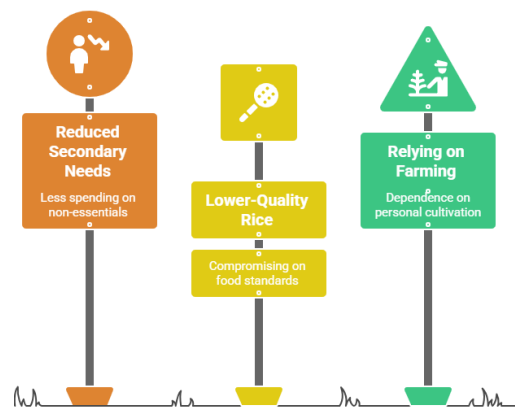 Reduced
Secondary
Needs
Less spending on
non-essentials
Lower-Quality
Rice
Compromising on
food standards
Relying on
Farming
Dependence on
personal cultivation